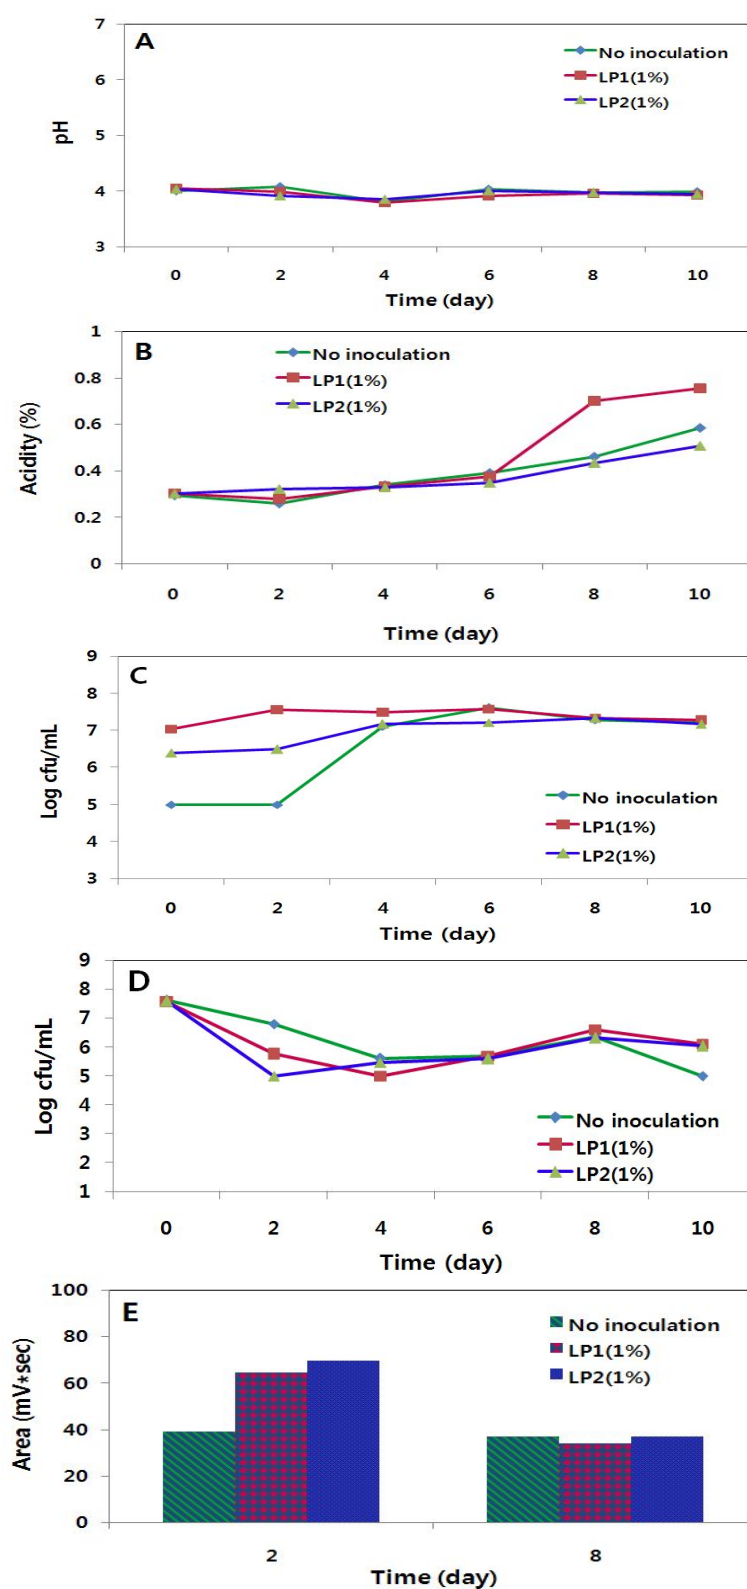 A
7
6
5
4
3
pH
No inoculation
LP1(1%)
LP2(1%)
0 2 4 6 8 10
Time (day)
B
1
0.8
0.6
0.4
0.2
0
Acidity (%)
No inoculation
LP1(1%)
LP2(1%)
0 2 4 6 8 10
Time (day)
C
9
8
7
6
5
4
3
Log cfu/mL
No inoculation
LP1(1%)
LP2(1%)
0 2 4 6 8 10
Time (day)
D
9
8
7
6
5
4
3
2
1
Log cfu/mL
No inoculation
LP1(1%)
LP2(1%)
0 2 4 6 8 10
Time (day)
E
100
80
60
40
20
0
Area (mV*sec)
No inoculation
LP1(1%)
LP2(1%)
2 8
Time (day)